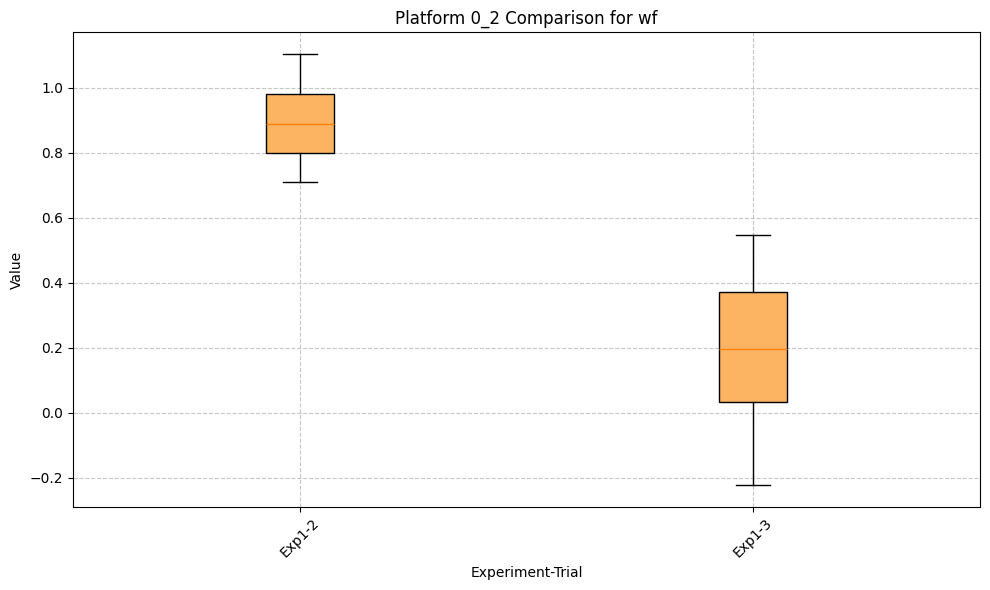 Platform 0_2 Comparison for wf
Value
1.0
0.8
0.6
0.4
0.2
0.0
−0.2
Exp1-2
Exp1-3
Experiment-Trial